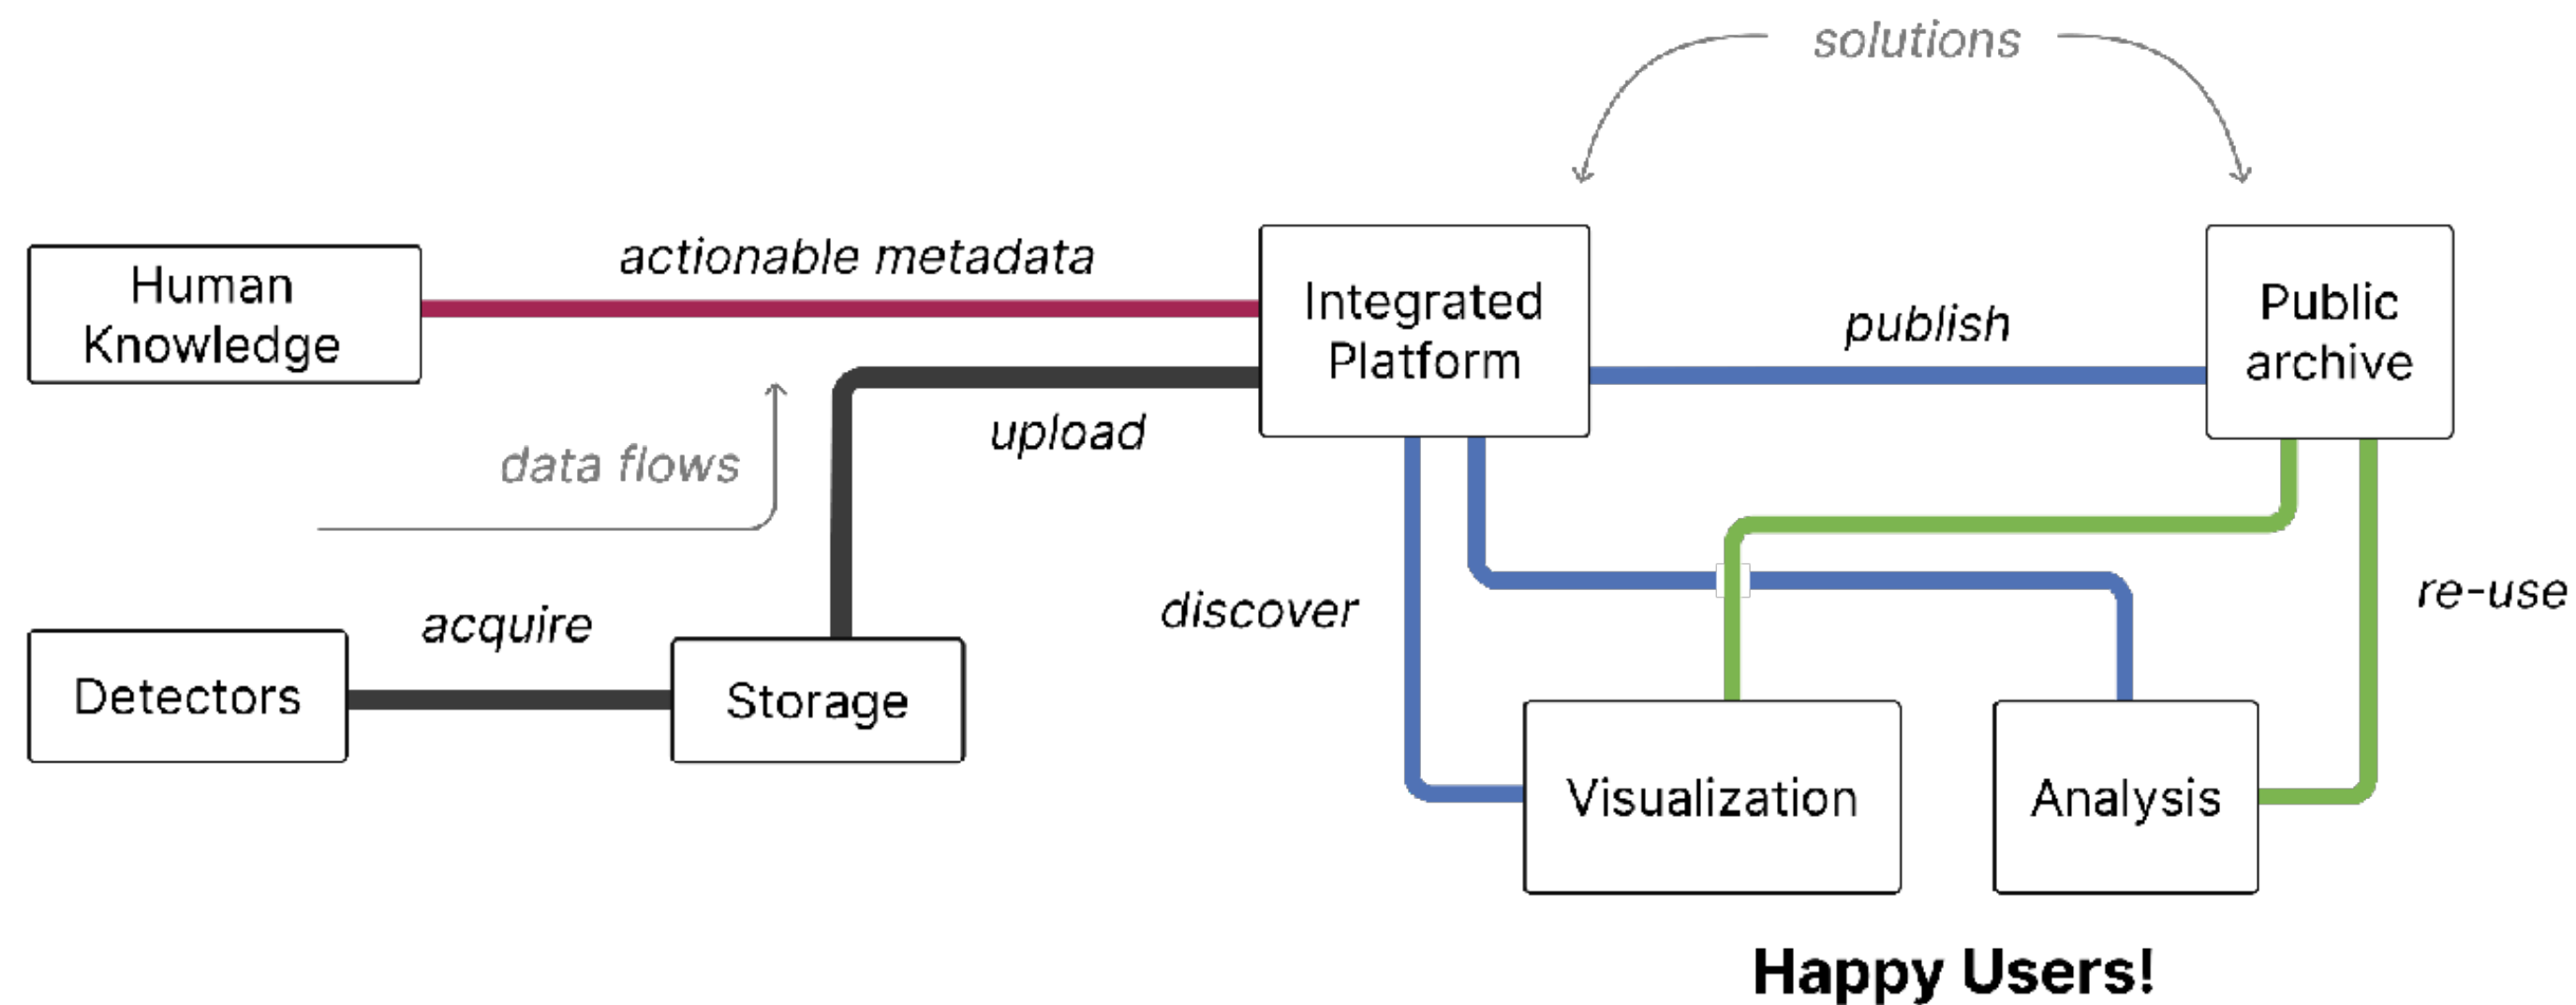 solutions
Human
Knowledge
actionable metadata
Integrated
Platform
publish
Public
archive
data flows
upload
discover
re-use
Detectors
acquire
Storage
Visualization
Analysis
Happy Users!